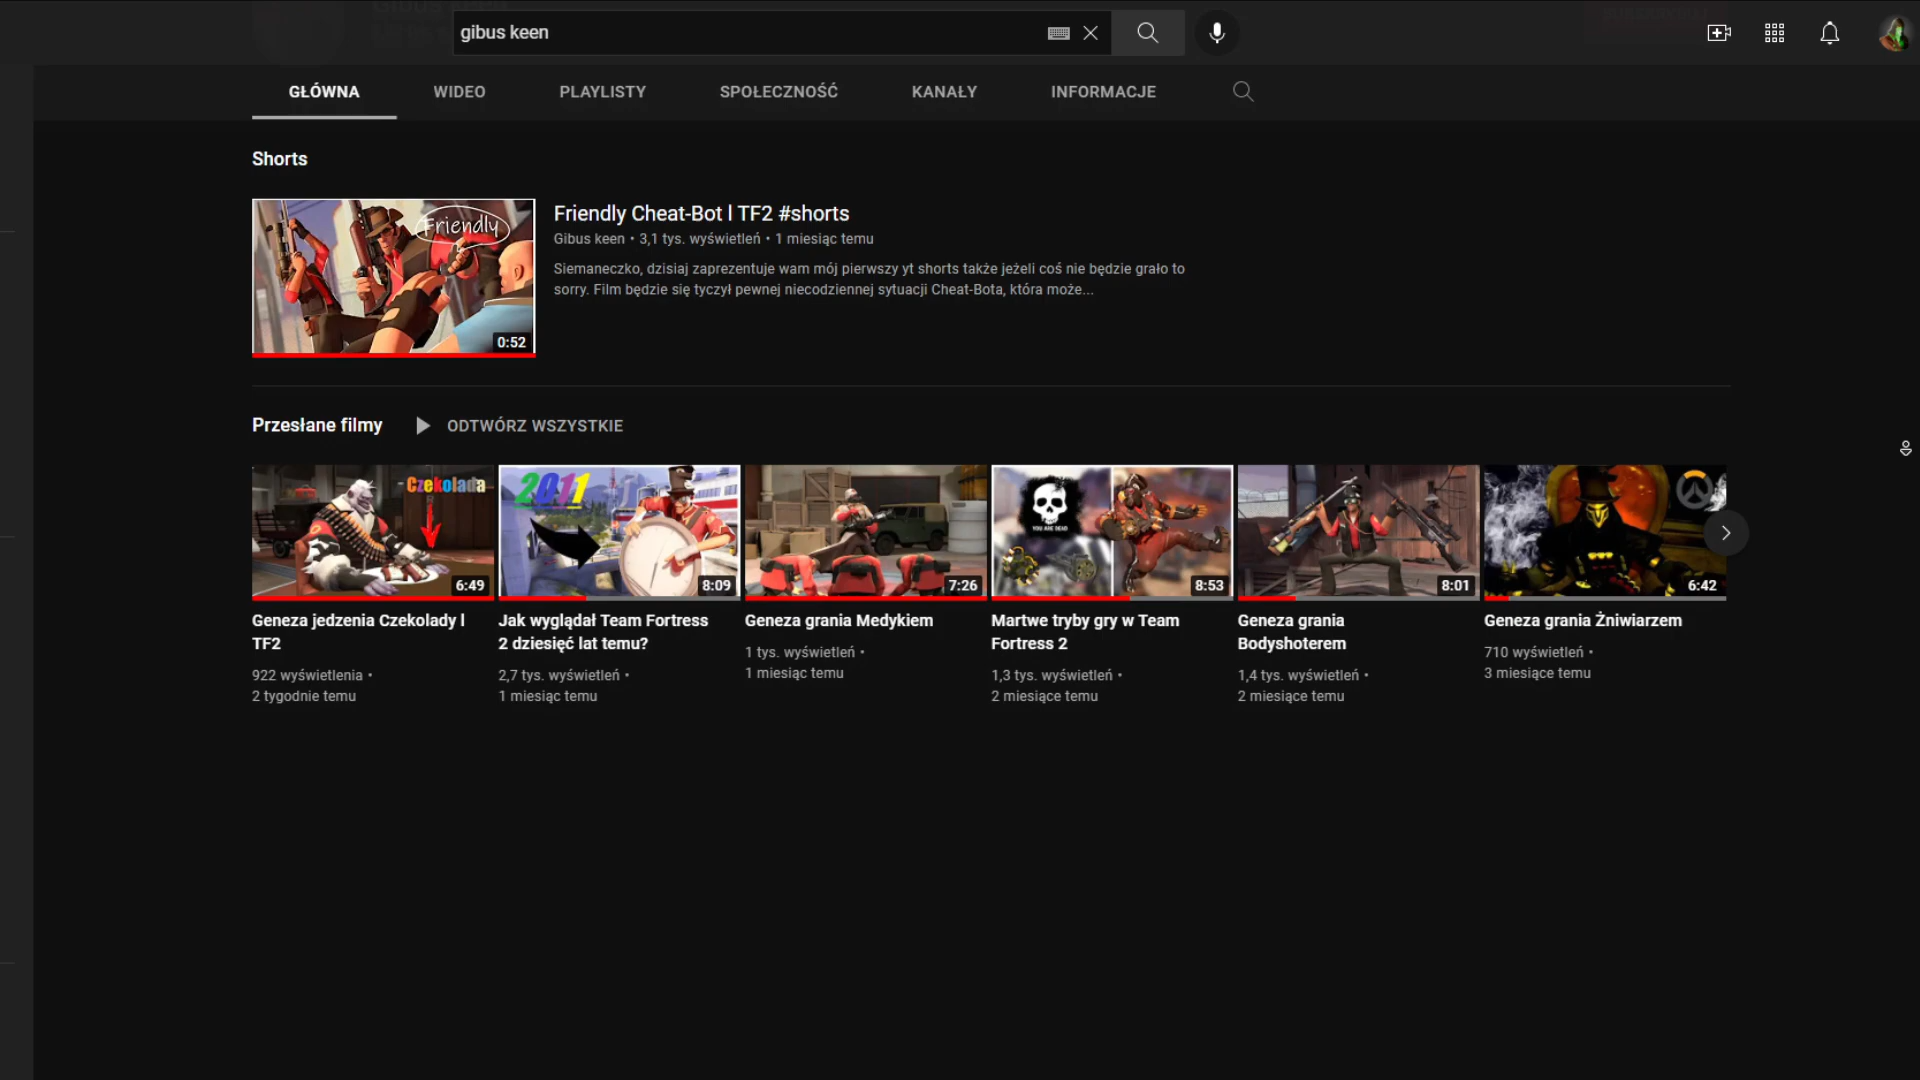 gibus keen
GŁÓWNA
WIDEO
PLAYLISTY
SPOŁECZNOŚĆ
KANAŁY
INFORMACJE
Shorts
Friendly
0:52
Friendly Cheat-Bot l TF2 #shorts
Gibus keen • 3,1 tys. wyświetleń • 1 miesiąc temu
Siemaneczko, dzisiaj zaprezentuje wam mój pierwszy yt shorts także jeżeli coś nie będzie grało to
sorry. Film będzie się tyczył pewnej niecodziennej sytuacji Cheat-Bota, która może...
Przesłane filmy
ODTWÓRZ WSZYSTKIE
Czekolada
6:49
Geneza jedzenia Czekolady l
TF2
922 wyświetlenia •
2 tygodnie temu
2011
8:09
Jak wyglądał Team Fortress
2 dziesięć lat temu?
2,7 tys. wyświetleń •
1 miesiąc temu
7:26
Geneza grania Medykiem
1 tys. wyświetleń •
1 miesiąc temu
YOU ARE DEAD
8:53
Martwe tryby gry w Team
Fortress 2
1,3 tys. wyświetleń •
2 miesiące temu
8:01
Geneza grania
Bodyshoterem
1,4 tys. wyświetleń •
2 miesiące temu
6:42
Geneza grania Żniwiarzem
710 wyświetleń •
3 miesiące temu